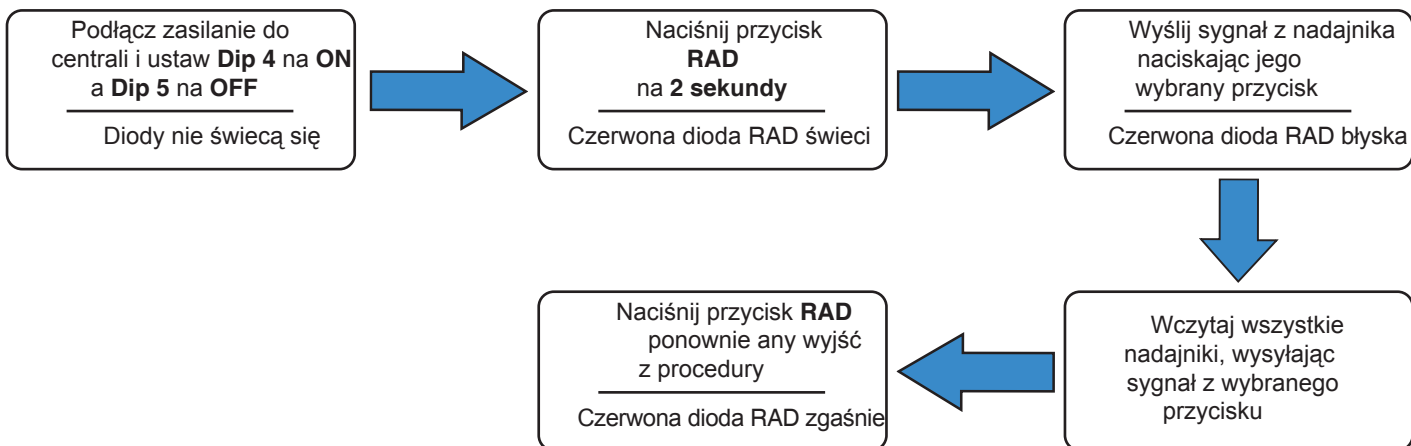 Podłącz zasilanie do
centrali i ustaw Dip 4 na ON
a Dip 5 na OFF
Diody nie świecą się
Naciśnij przycisk
RAD
na 2 sekundy
Czerwona dioda RAD świeci
Wyślij sygnał z nadajnika
naciskając jego
wybrany przycisk
Czerwona dioda RAD błyska
Wczytaj wszystkie
nadajniki, wysyłając
sygnał z wybranego
przycisku
Naciśnij przycisk RAD
ponownie any wyjść
z procedury
Czerwona dioda RAD zgaśnie